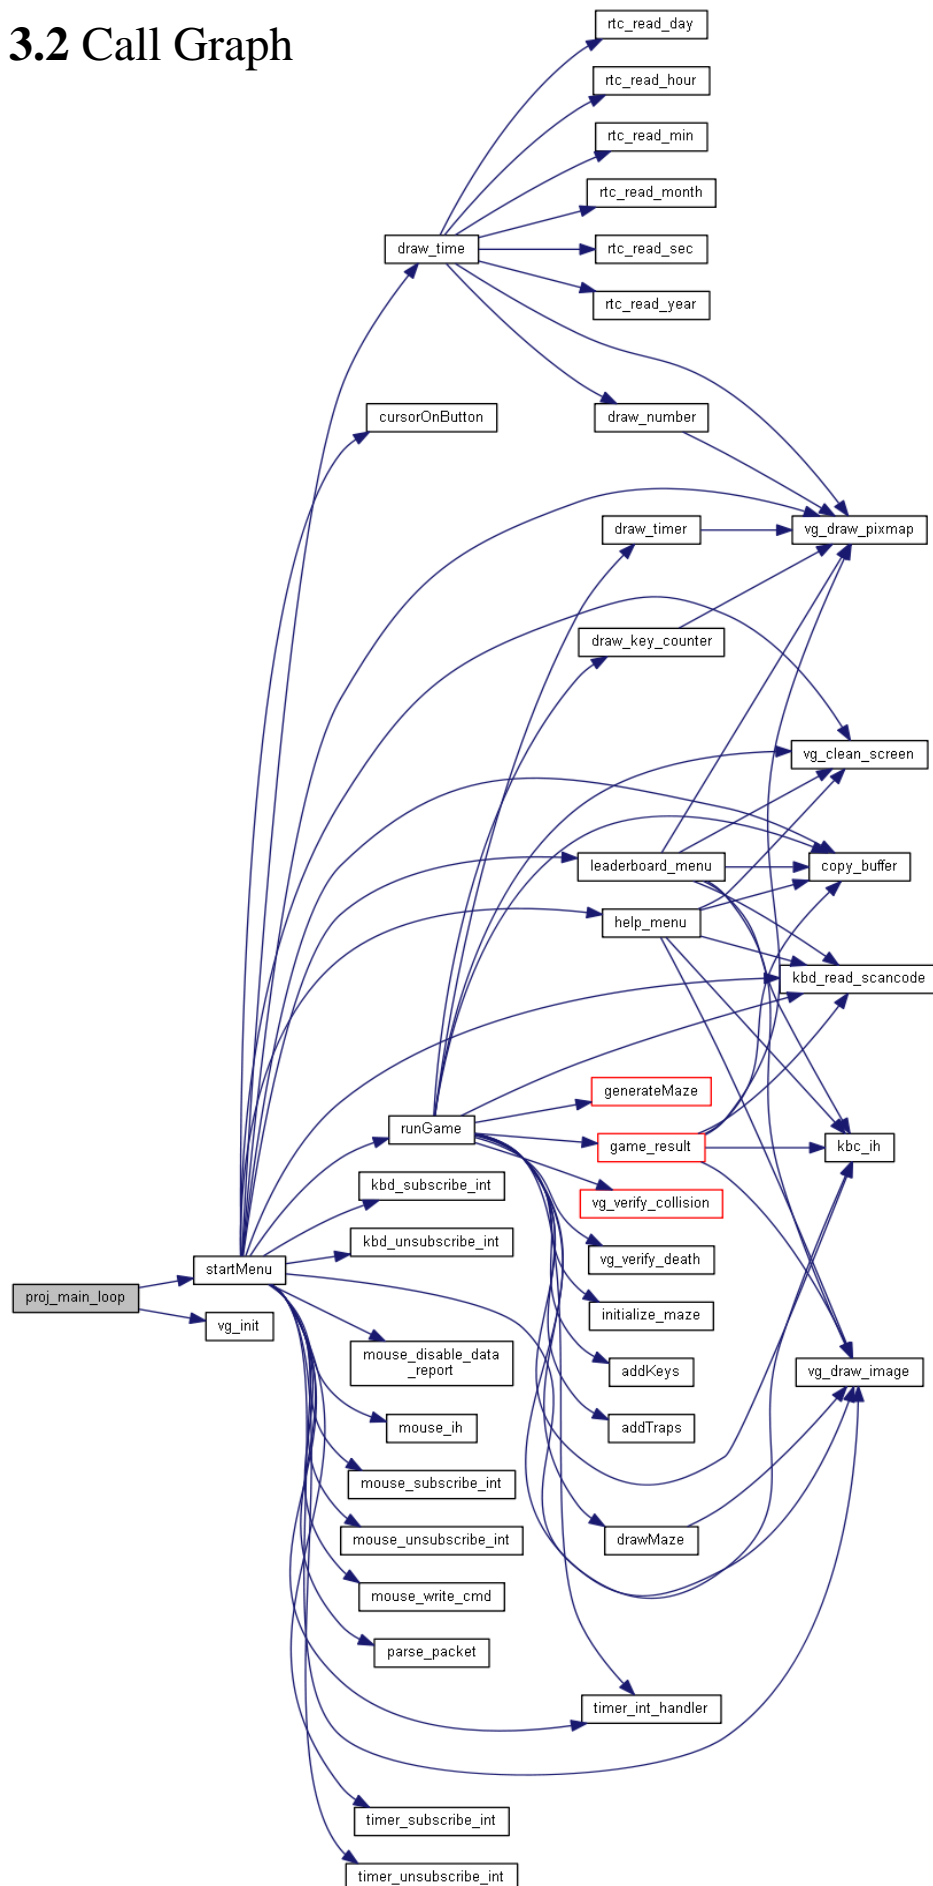 3.2 Call Graph
rtc_read_day
rtc_read_hour
rtc_read_min
rtc_read_month
draw_time
rtc_read_sec
rtc_read_year
cursorOnButton
draw_number
draw_timer
vg_draw_pixmap
draw_key_counter
vg_clean_screen
leaderboard_menu
copy_buffer
help_menu
kbd_read_scancode
generateMaze
runGame
game_result
kbc_ih
kbd_subscribe_int
vg_verify_collision
kbd_unsubscribe_int
vg_verify_death
startMenu
proj_main_loop
vg_init
initialize_maze
mouse_disable_data
_report
addKeys
vg_draw_image
mouse_ih
addTraps
mouse_subscribe_int
mouse_unsubscribe_int
drawMaze
mouse_write_cmd
parse_packet
timer_int_handler
timer_subscribe_int
timer_unsubscribe_int